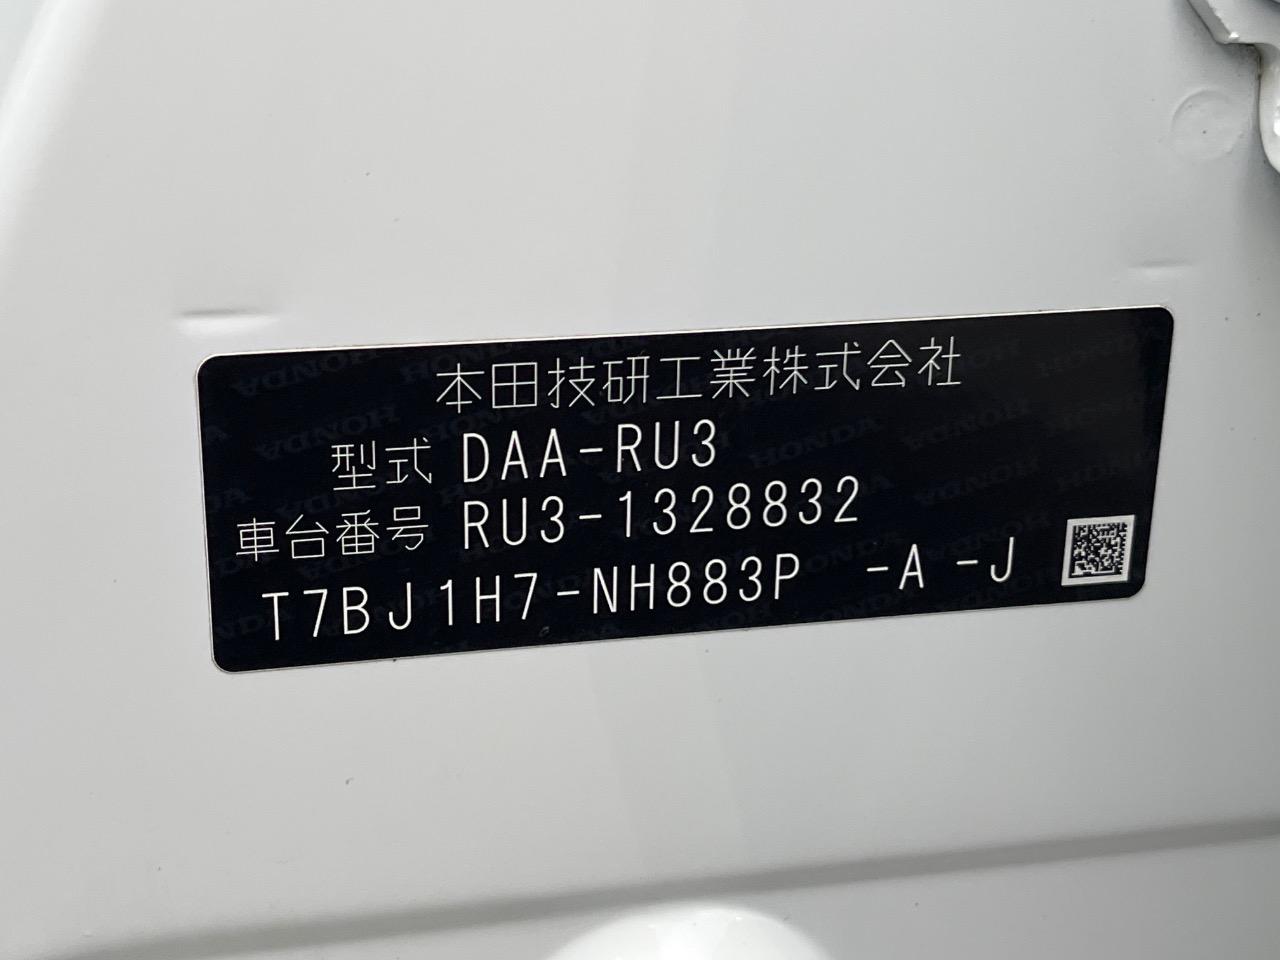 本田技研工業株式会社
型式 DAA-RU3
車台番号 RU3-1328832
T7BJ1H7-NH883P -A -J